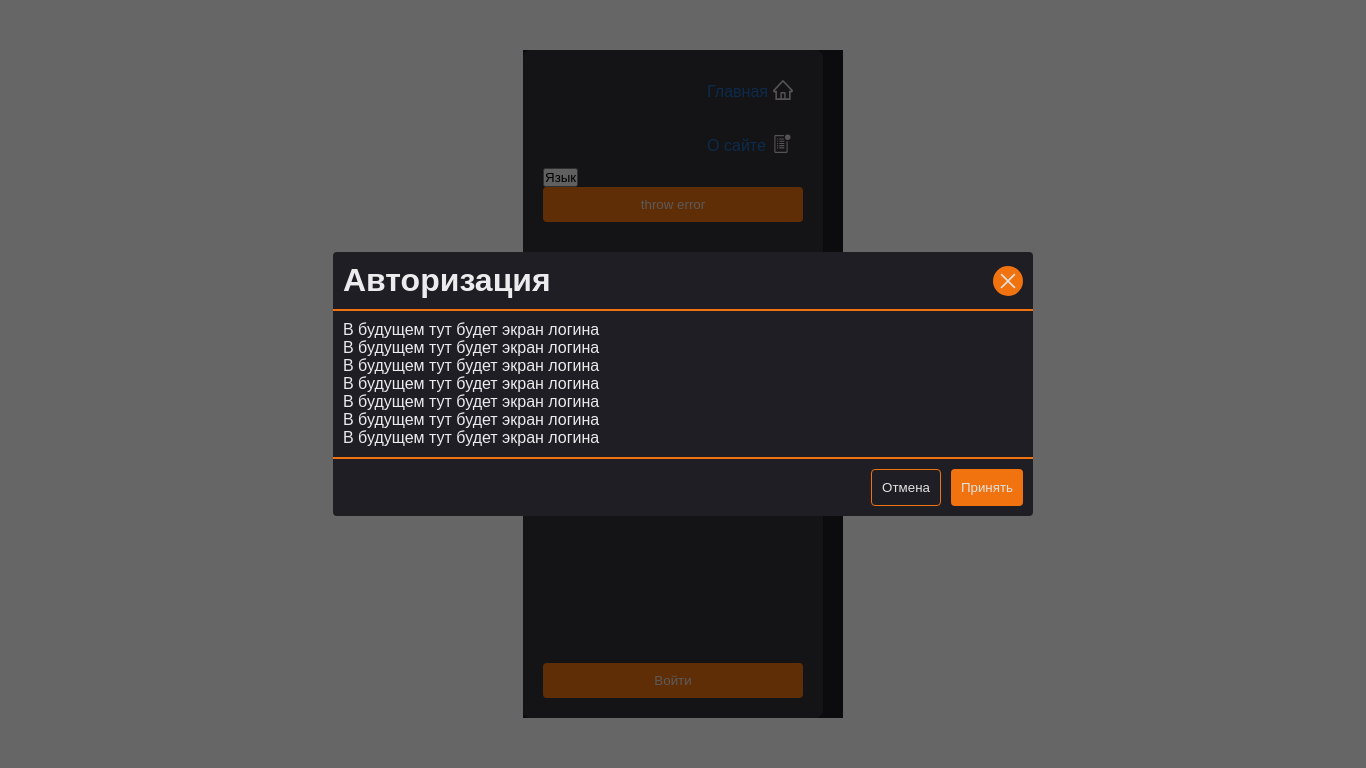 Главная
О сайте
Язык
throw error
Авторизация
В будущем тут будет экран логина
В будущем тут будет экран логина
В будущем тут будет экран логина
В будущем тут будет экран логина
В будущем тут будет экран логина
В будущем тут будет экран логина
В будущем тут будет экран логина
Отмена Принять
Войти